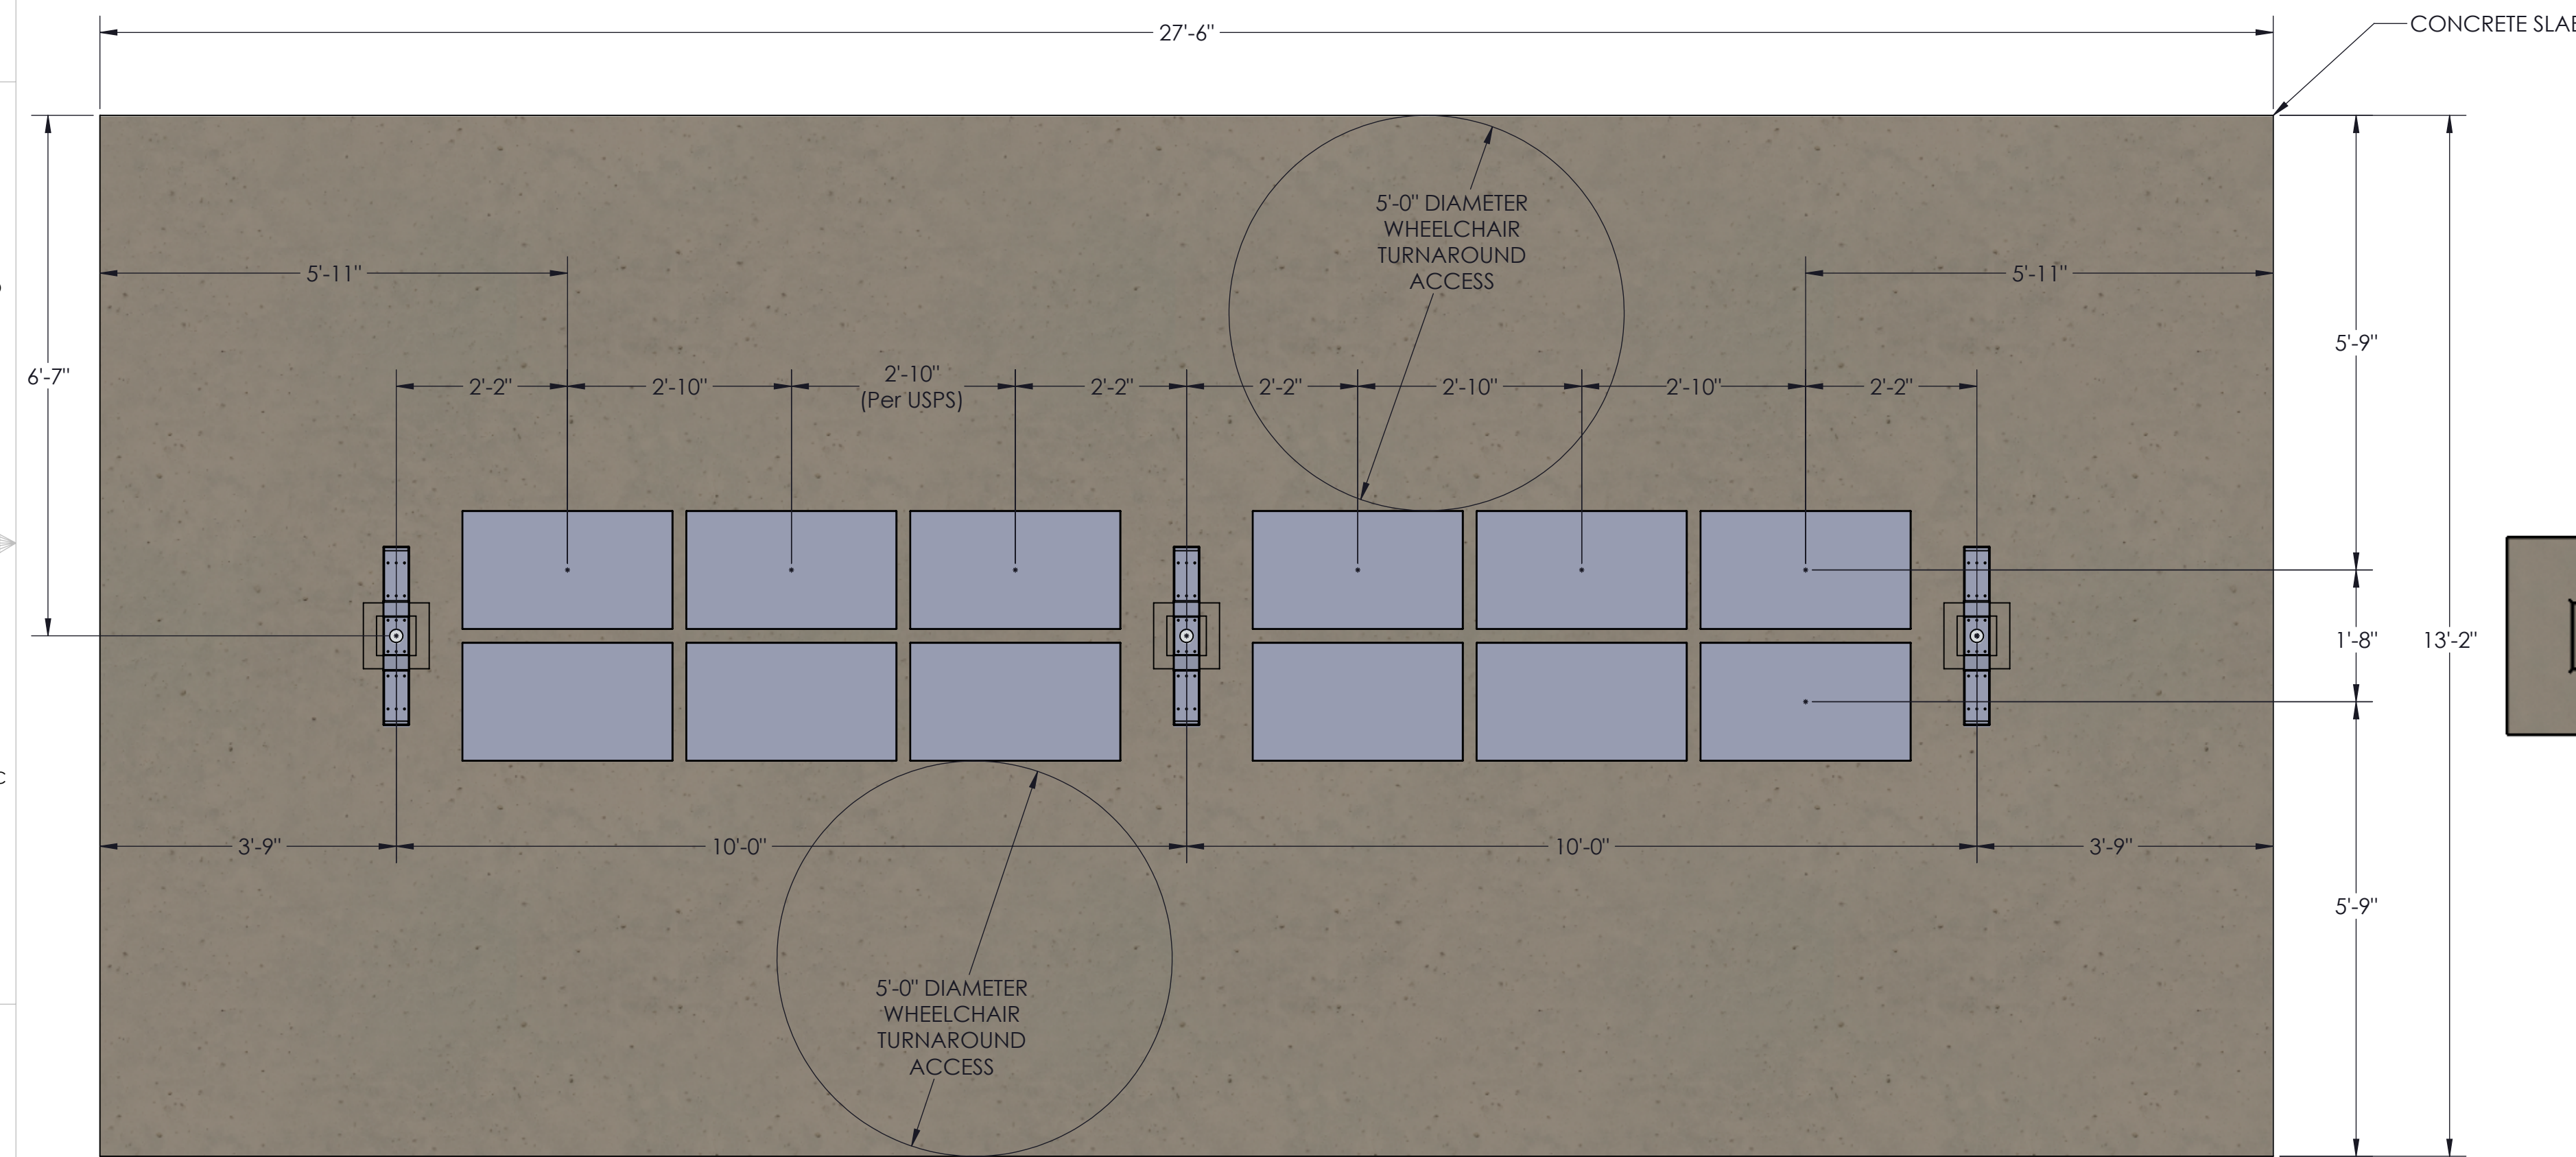 27'-6"
CONCRETE SLAB
5'-0" DIAMETER
WHEELCHAIR
TURNAROUND
ACCESS
5'-11"
5'-11"
5'-9"
6'-7"
2'-2"
2'-10"
2'-10"
(Per USPS)
2'-2"
2'-2"
2'-10"
2'-10"
2'-2"
1'-8"
13'-2"
3'-9"
10'-0"
10'-0"
3'-9"
5'-9"
5'-0" DIAMETER
WHEELCHAIR
TURNAROUND
ACCESS